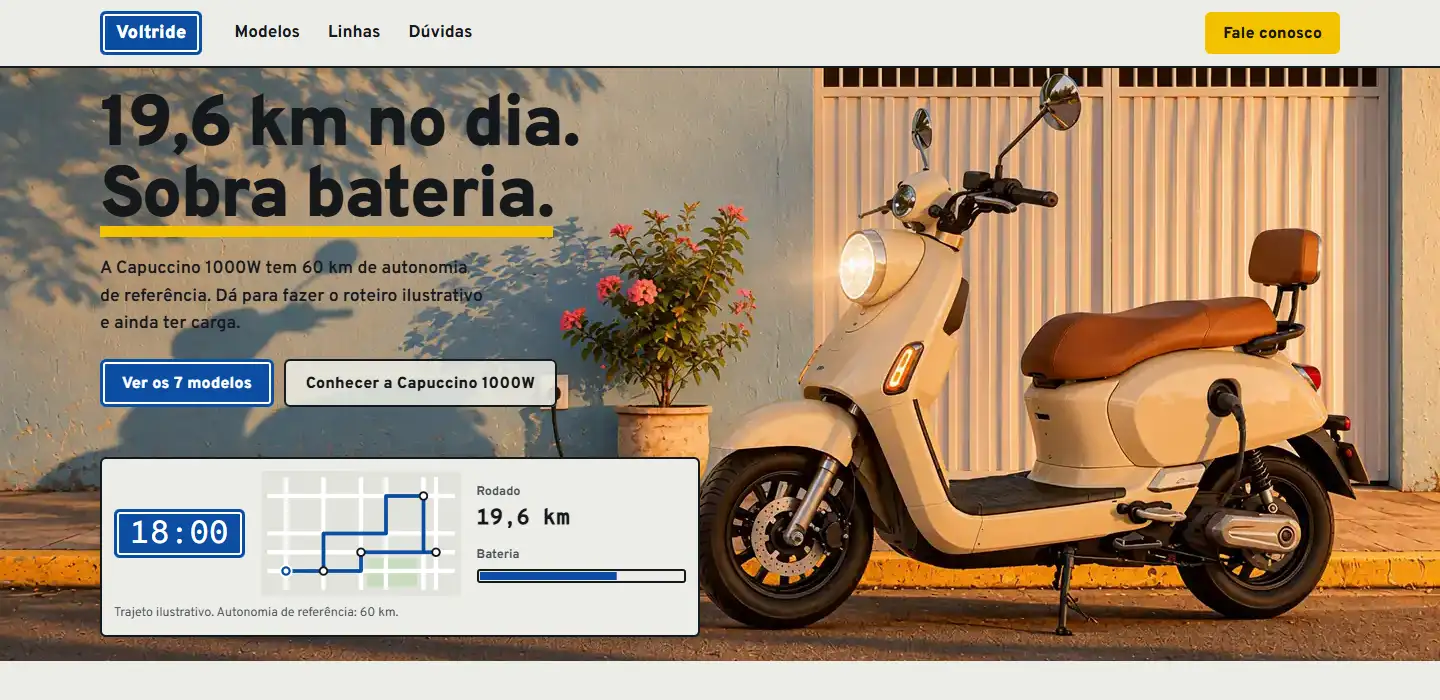 Voltride
Modelos
Linhas
Dúvidas
Fale conosco
19,6 km no dia.
Sobra bateria.
A Capuccino 1000W tem 60 km de autonomia
de referência. Dá para fazer o roteiro ilustrativo
e ainda ter carga.
Ver os 7 modelos
Conhecer a Capuccino 1000W
18:00
Rodado
19,6 km
Bateria
Trajeto ilustrativo. Autonomia de referência: 60 km.